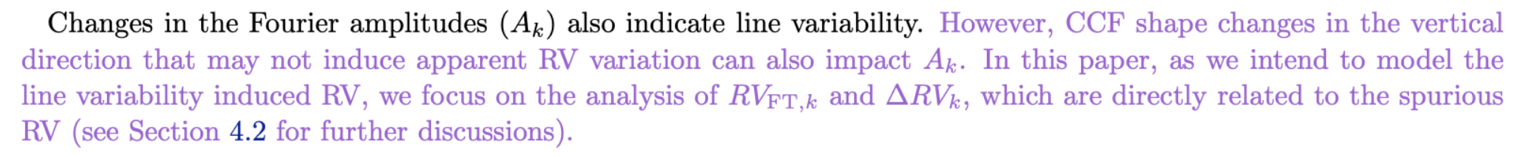 Changes in the Fourier amplitudes (Aₖ) also indicate line variability. However, CCF shape changes in the vertical
direction that may not induce apparent RV variation can also impact Aₖ. In this paper, as we intend to model the
line variability induced RV, we focus on the analysis of RV_FT,k and ΔRVₖ, which are directly related to the spurious
RV (see Section 4.2 for further discussions).